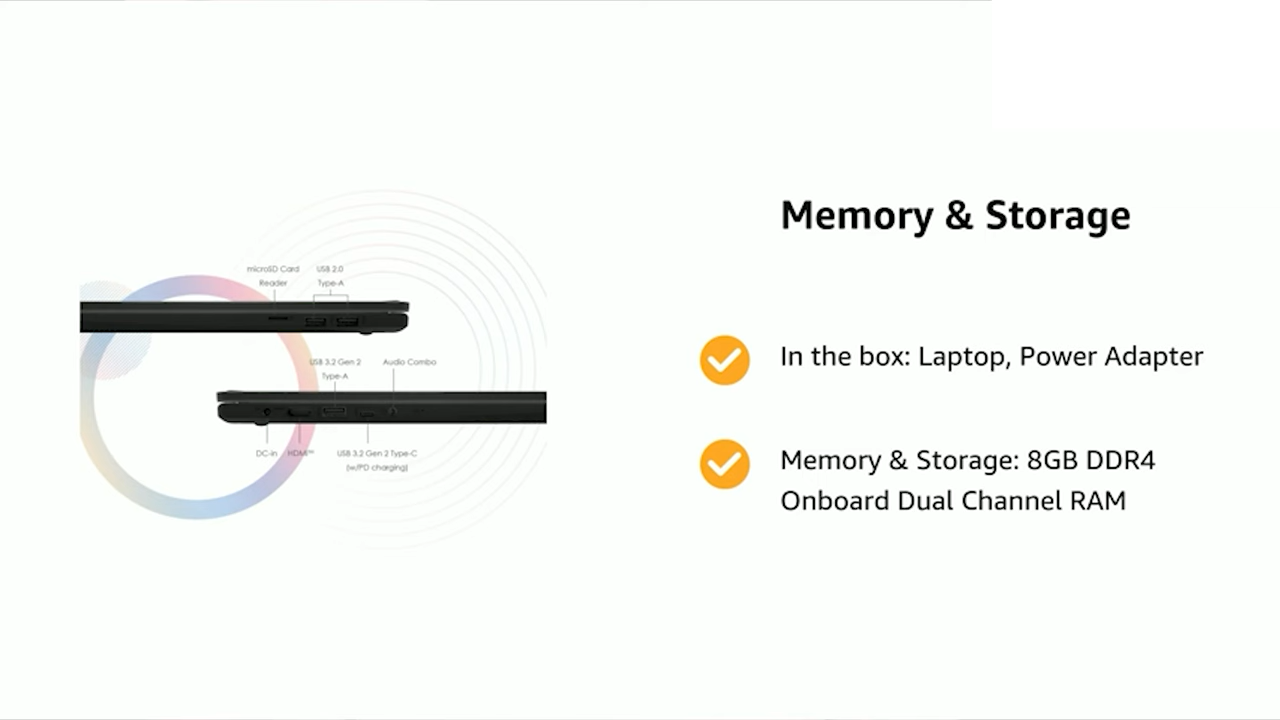 Memory & Storage
In the box: Laptop, Power Adapter
Memory & Storage: 8GB DDR4
Onboard Dual Channel RAM
microSD Card
Reader
USB 2.0
Type-A
USB 3.2 Gen 2
Type-A
Audio Combo
DC-in
HDMI™
USB 3.2 Gen 2 Type-C
(w/PD charging)